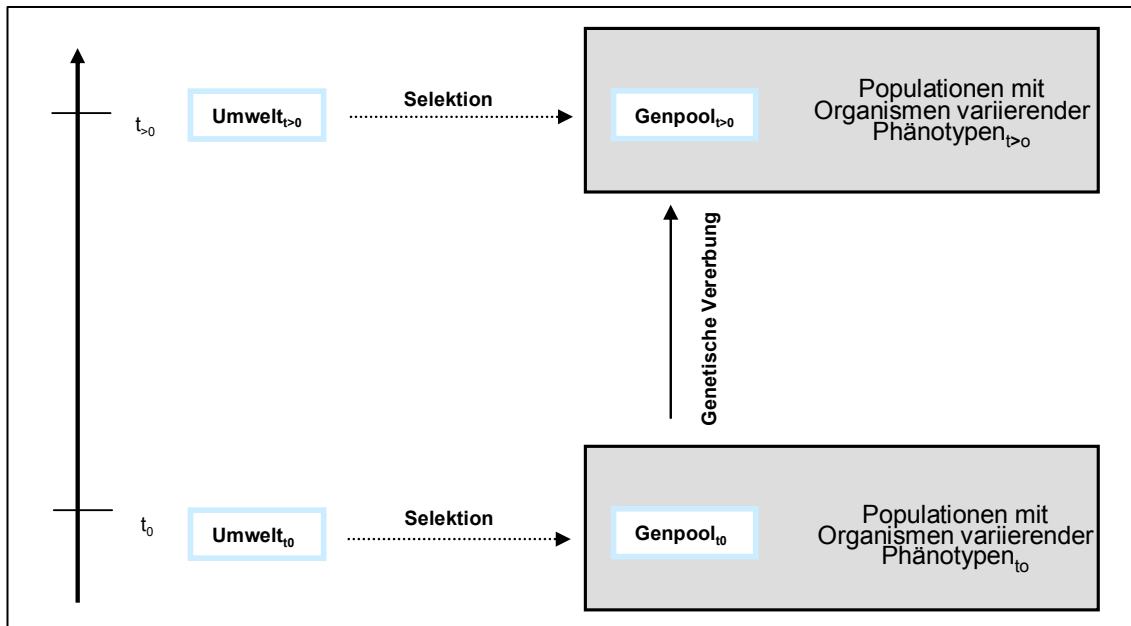 Populationen mit
Organismen variierender
Phänotypen t>o
Selektion
t>0
Umwelt t>0
Genpool t>0
Genetische Vererbung
Populationen mit
Organismen variierender
Phänotypen to
Selektion
t0
Umwelt t0
Genpool t0